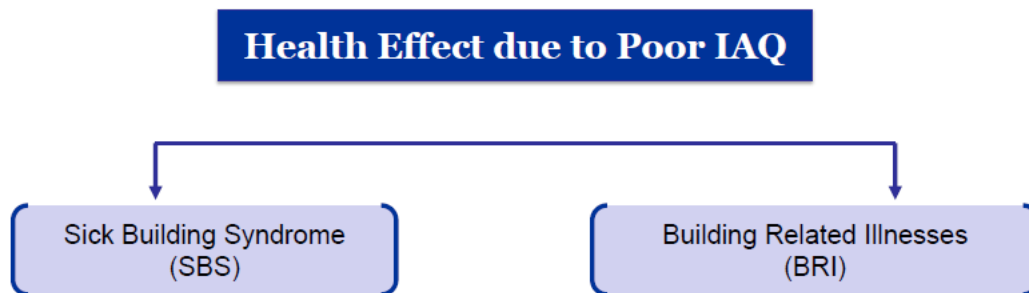 Health Effect due to Poor IAQ
Sick Building Syndrome
(SBS)
Building Related Illnesses
(BRI)